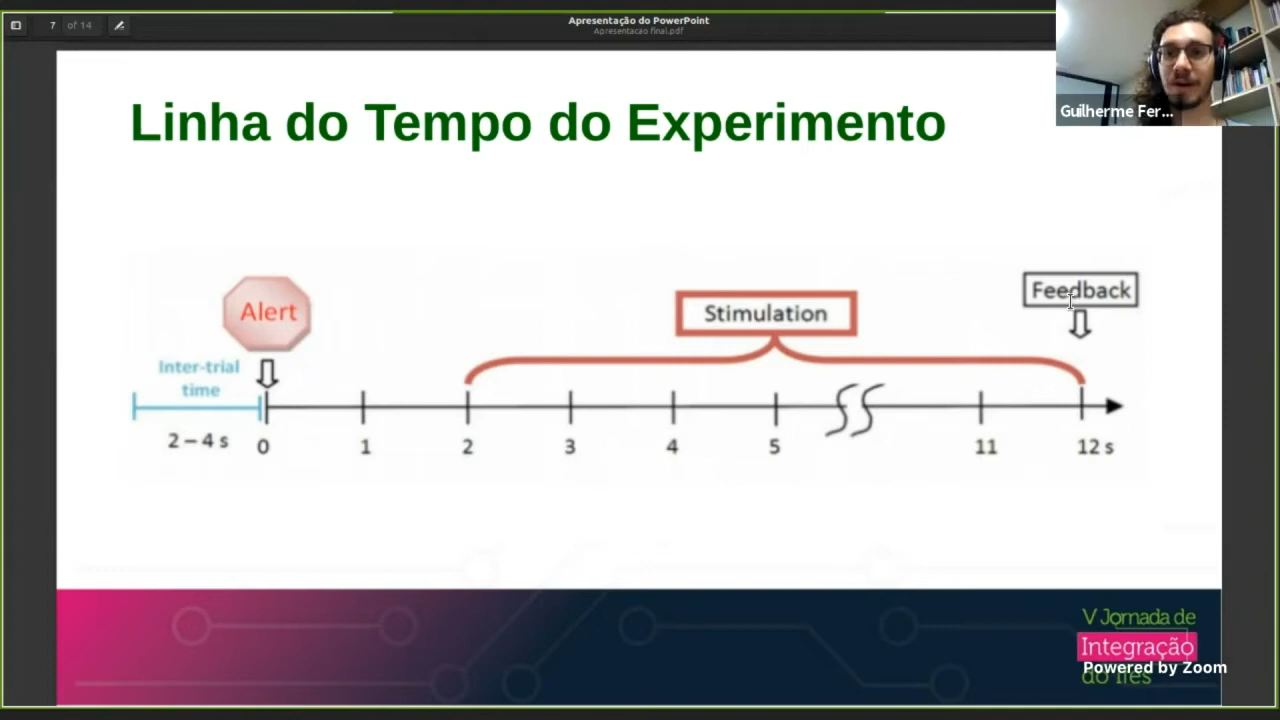 7 of 14
Apresentação do PowerPoint
Apresentacao final.pdf
Guilherme Fer...
Linha do Tempo do Experimento
Alert
Stimulation
Feedback
Inter-trial
time
2 – 4 s
0 1 2 3 4 5 11 12 s
V Jornada de
Integração
do Ifes
Powered by Zoom